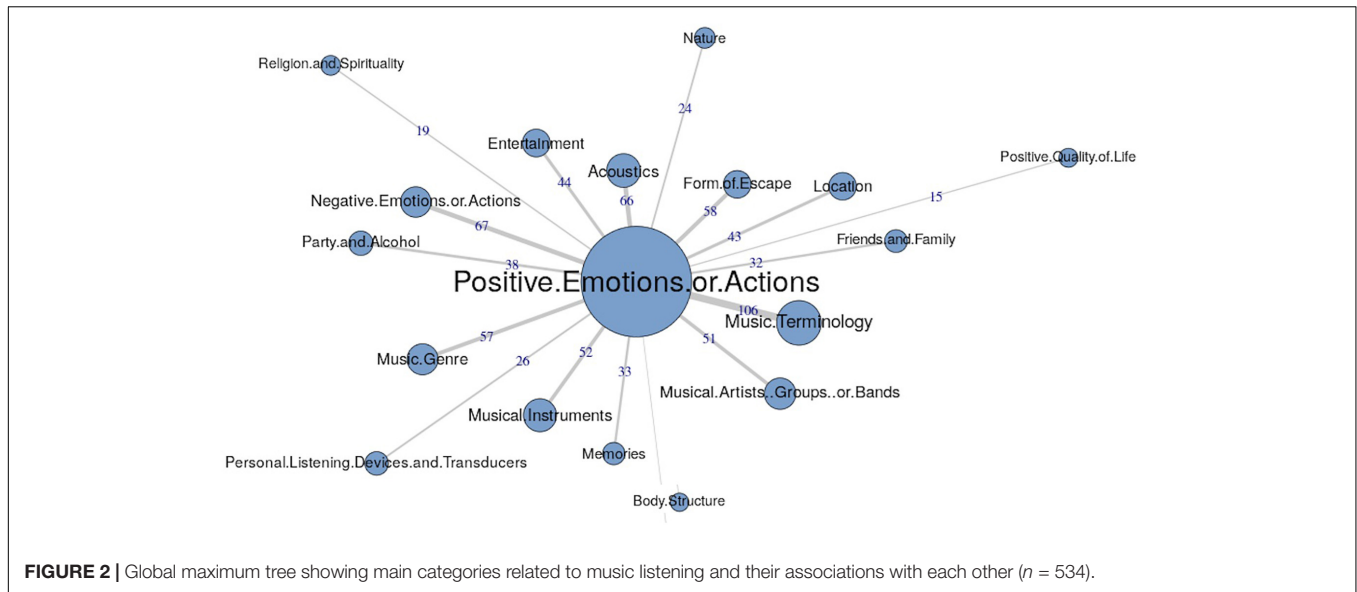 Nature
Religion.and.Spirituality
24
19
Entertainment
Positive.Quality.of.Life
Acoustics
44
Form.of.Escape
Location
15
Negative.Emotions.or.Actions
66
58
67
43
Friends.and.Family
Party.and.Alcohol
38
32
Positive.Emotions.or.Actions
106
Music.Terminology
57
51
52
26
Music.Genre
33
Musical.Artists..Groups..or.Bands
Musical.Instruments
Memories
Personal.Listening.Devices.and.Transducers
Body.Structure
FIGURE 2 | Global maximum tree showing main categories related to music listening and their associations with each other (n = 534).